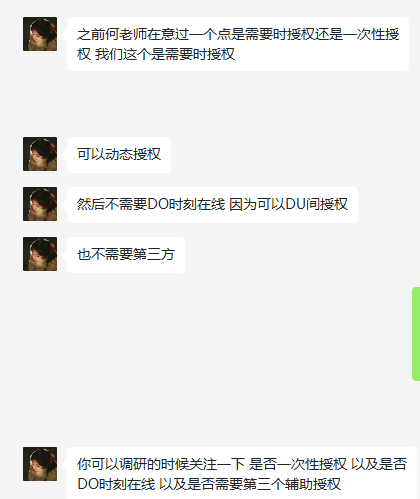 之前何老师在意过一个点是需要时授权还是一次性授
权 我们这个是需要时授权
可以动态授权
然后不需要DO时刻在线 因为可以DU间授权
也不需要第三方
你可以调研的时候关注一下 是否一次性授权 以及是否
DO时刻在线 以及是否需要第三个辅助授权